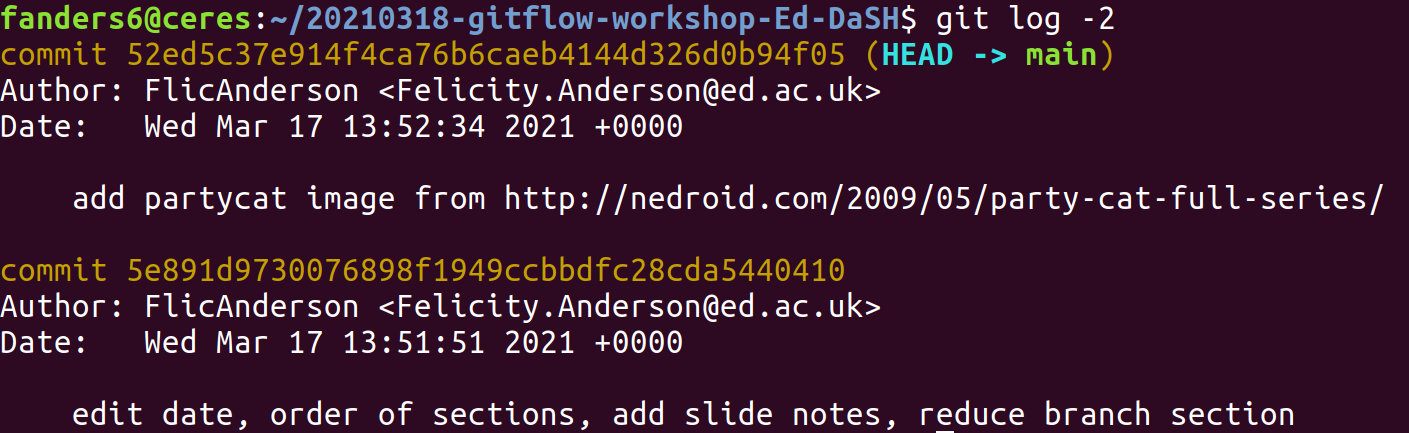 fanders6@ceres:~/20210318-gitflow-workshop-Ed-DaSH$ git log -2
commit 52ed5c37e914f4ca76b6caeb4144d326d0b94f05 (HEAD -> main)
Author: FlicAnderson <Felicity.Anderson@ed.ac.uk>
Date:   Wed Mar 17 13:52:34 2021 +0000
    add partycat image from http://nedroid.com/2009/05/party-cat-full-series/
commit 5e891d9730076898f1949ccbbdfc28cda5440410
Author: FlicAnderson <Felicity.Anderson@ed.ac.uk>
Date:   Wed Mar 17 13:51:51 2021 +0000
    edit date, order of sections, add slide notes, reduce branch section